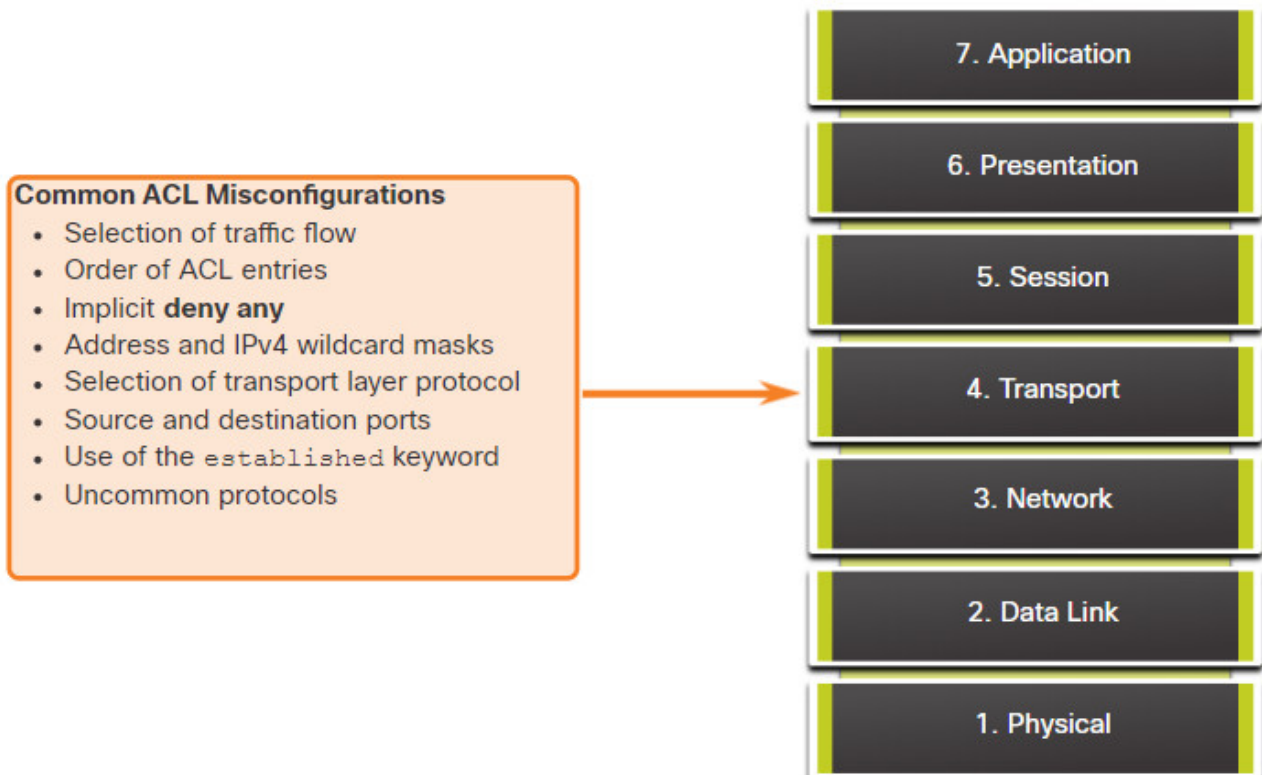 Common ACL Misconfigurations
• Selection of traffic flow
• Order of ACL entries
• Implicit deny any
• Address and IPv4 wildcard masks
• Selection of transport layer protocol
• Source and destination ports
• Use of the established keyword
• Uncommon protocols
7. Application
6. Presentation
5. Session
4. Transport
3. Network
2. Data Link
1. Physical